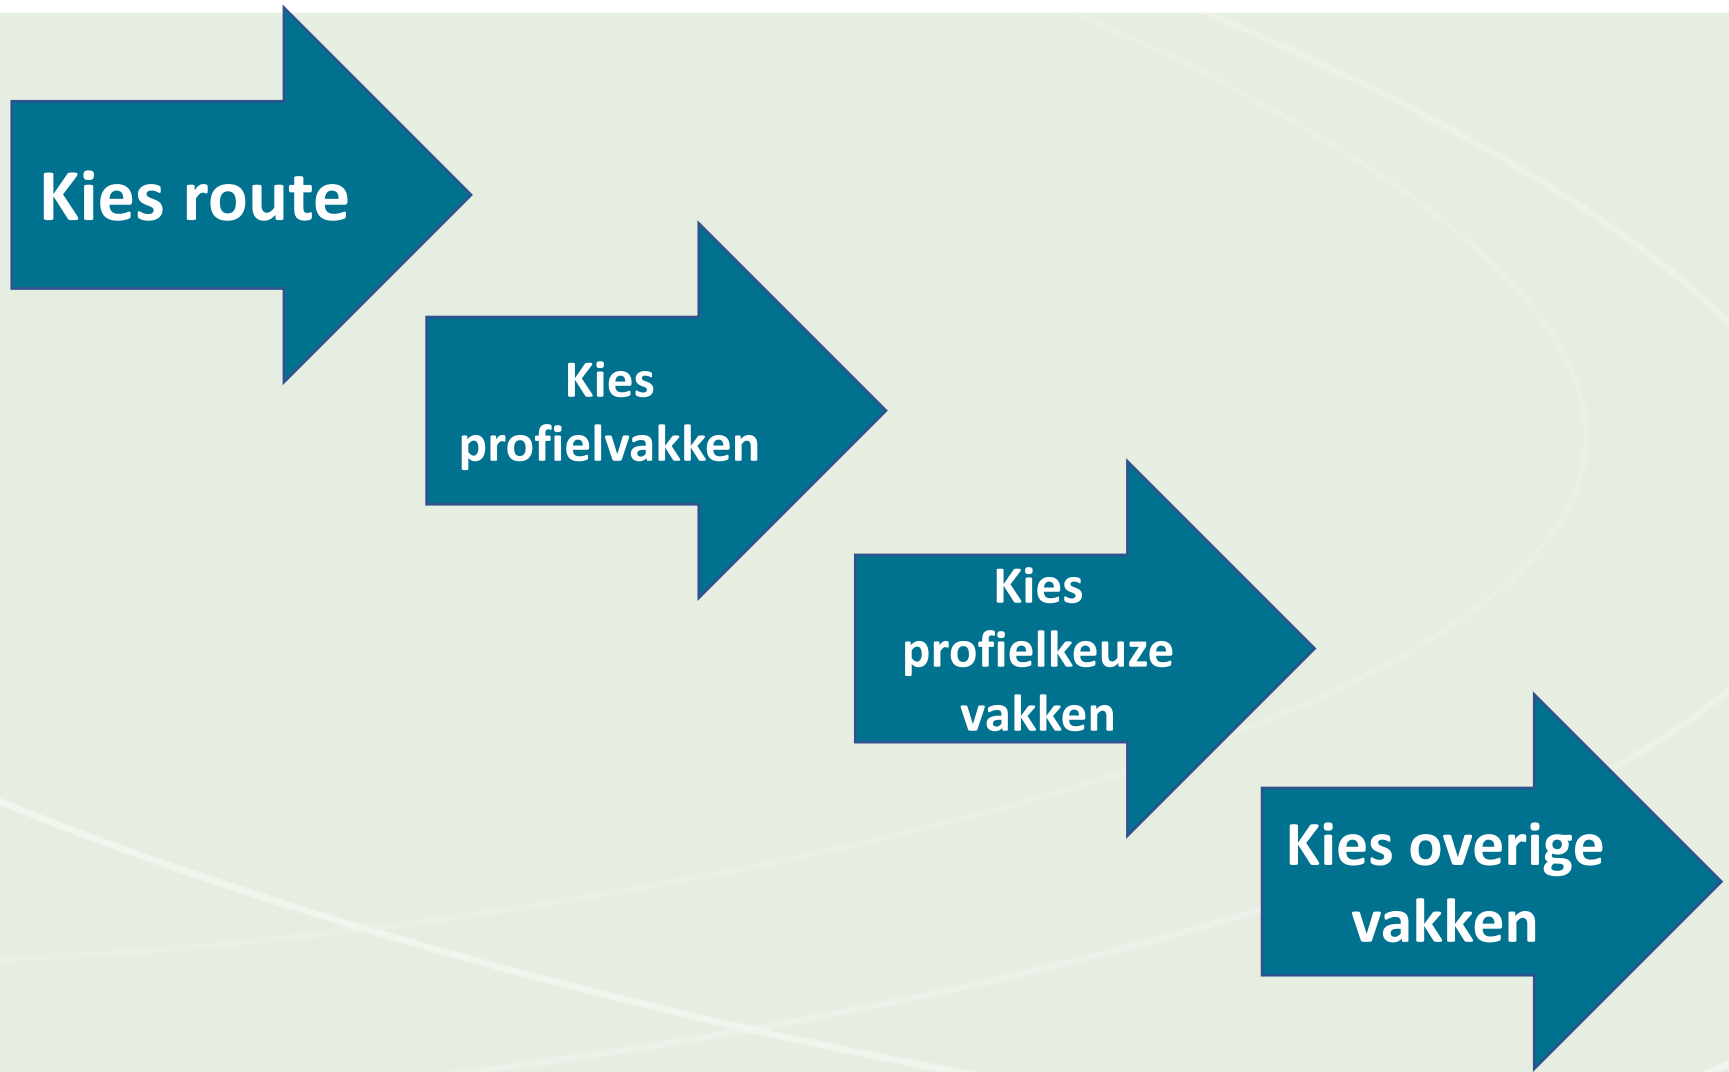 Kies route
Kies
profielvakken
Kies
profielkeuze
vakken
Kies overige
vakken